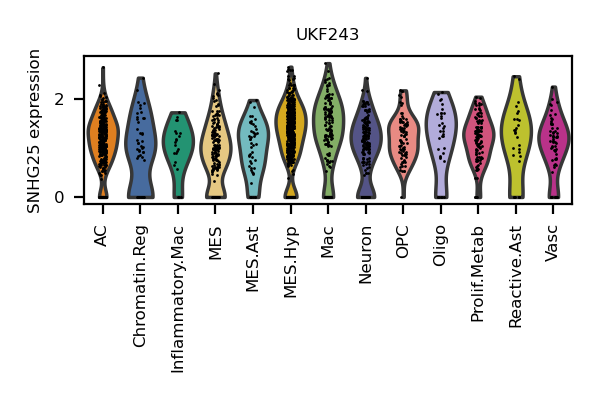 UKF243
SNHG25 expression
2
0
AC
Chromatin.Reg
Inflammatory.Mac
MES
MES.Ast
MES.Hyp
Mac
Neuron
OPC
Oligo
Prolif.Metab
Reactive.Ast
Vasc